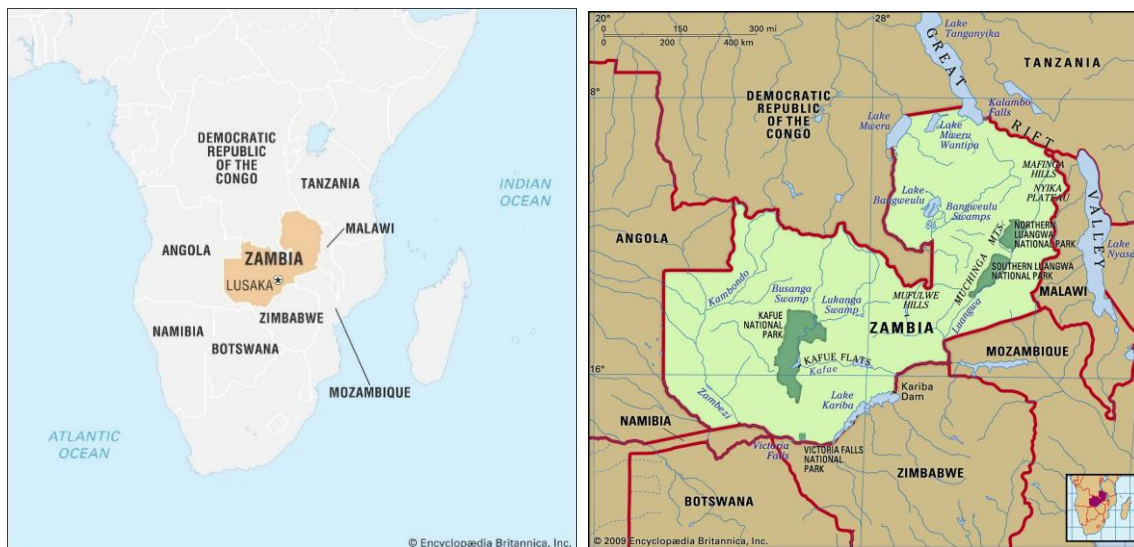 DEMOCRATIC
REPUBLIC
OF THE
CONGO
TANZANIA
INDIAN
OCEAN
ANGOLA
ZAMBIA
MALAWI
LUSAKA
ZIMBABWE
NAMIBIA
BOTSWANA
MOZAMBIQUE
ATLANTIC
OCEAN
© Encyclopædia Britannica, Inc.
20°
0 150 300 mi
0 200 400 km
28°
Lake
Tanganyika
GREAT
TANZANIA
8°
DEMOCRATIC
REPUBLIC
OF THE
CONGO
Lake
Mweru
Lake
Mweru
Wantipa
Kalambo
Falls
RIFT
MAFINGA
HILLS
NYIKA
PLATEAU
VALLEY
Lake
Bangweulu
Bangweulu
Swamps
ANGOLA
MUCHINGA MTS.
NORTHERN
LUANGWA
NATIONAL PARK
Lake
Nyasa
SOUTHERN LUANGWA
NATIONAL PARK
MALAWI
Kambondo
Busanga
Swamp
Lukanga
Swamp
MUFULWE
HILLS
Luangwa
KAFUE
NATIONAL
PARK
ZAMBIA
MOZAMBIQUE
KAFUE FLATS
Kafue
16°
Zambezi
Lake
Kariba
Kariba
Dam
NAMIBIA
Victoria
Falls
VICTORIA FALLS
NATIONAL
PARK
ZIMBABWE
BOTSWANA
© 2009 Encyclopædia Britannica, Inc.